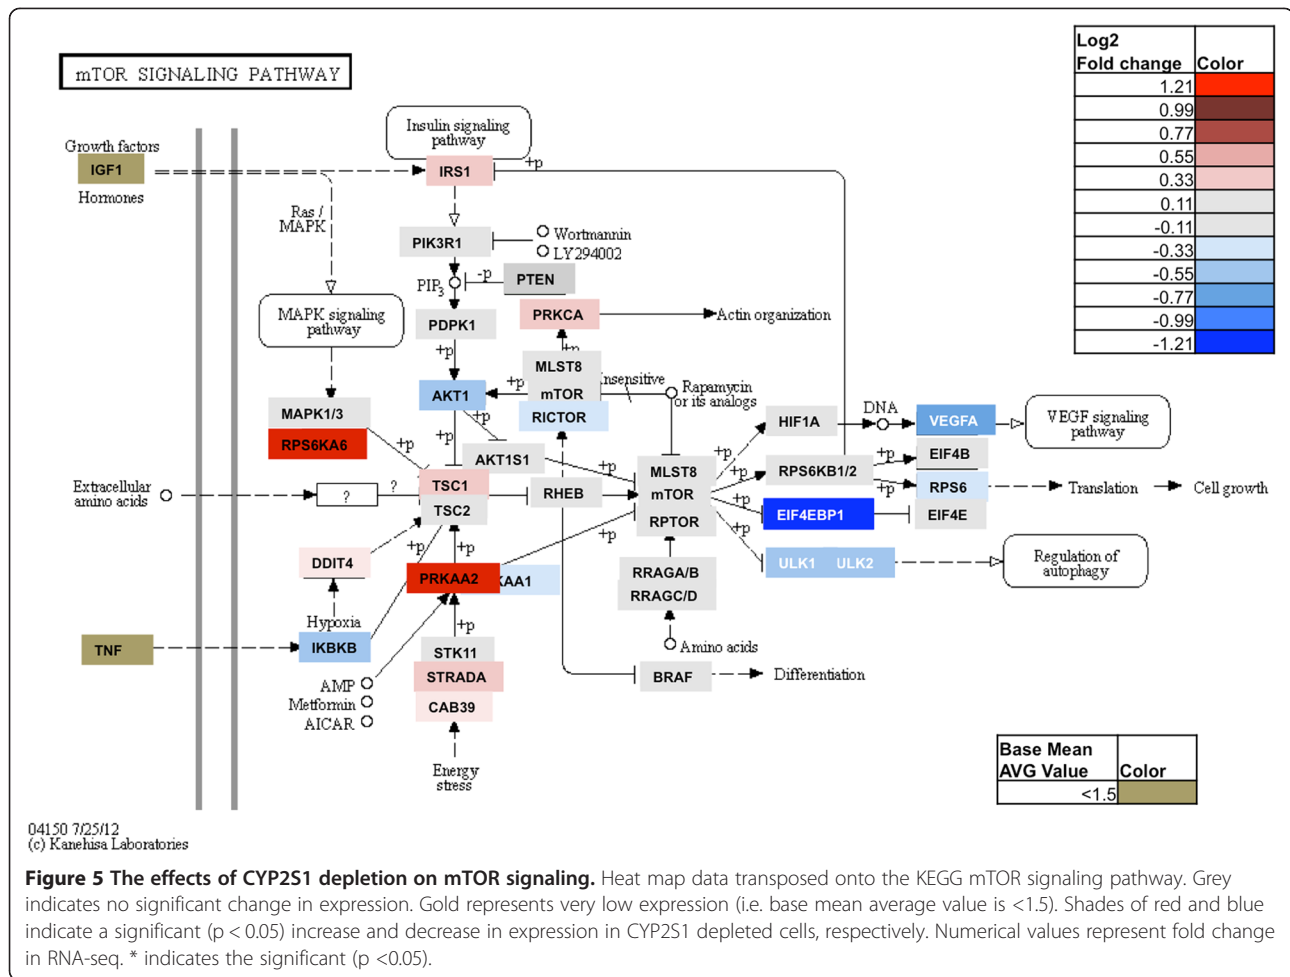 mTOR SIGNALING PATHWAY
Log2
Fold change Color
1.21
0.99
0.77
0.55
0.33
0.11
-0.11
-0.33
-0.55
-0.77
-0.99
-1.21
Insulin signaling
pathway
Growth factors
IGF1
Hormones
IRS1
+p
Ras /
MAPK
PIK3R1
Wortmannin
LY294002
PIP3
-p
PTEN
MAPK signaling
pathway
PDPK1
PRKCA
Actin organization
+p
+p
MLST8
mTOR
RICTOR
+p
Insensitive
Rapamycin
or its analogs
AKT1
+p
+p
MAPK1/3
RPS6KA6
+p
AKT1S1
+p
HIF1A
DNA
VEGFA
VEGF signaling
pathway
+p
+p
RPS6KB1/2
+p
EIF4B
+p
RPS6
Translation
Cell growth
Extracellular
amino acids
?
?
TSC1
TSC2
RHEB
MLST8
mTOR
RPTOR
+p
EIF4EBP1
EIF4E
+p
+p
+p
+p
DDIT4
PRKAA2
KAA1
ULK1 ULK2
Regulation of
autophagy
RRAGA/B
RRAGC/D
Hypoxia
TNF
IKBKB
+p
STK11
STRADA
CAB39
Amino acids
BRAF
Differentiation
AMP
Metformin
AICAR
Energy
stress
Base Mean
AVG Value Color
<1.5
04150 7/25/12
(c) Kanehisa Laboratories
Figure 5 The effects of CYP2S1 depletion on mTOR signaling. Heat map data transposed onto the KEGG mTOR signaling pathway. Grey
indicates no significant change in expression. Gold represents very low expression (i.e. base mean average value is <1.5). Shades of red and blue
indicate a significant (p < 0.05) increase and decrease in expression in CYP2S1 depleted cells, respectively. Numerical values represent fold change
in RNA-seq. * indicates the significant (p <0.05).